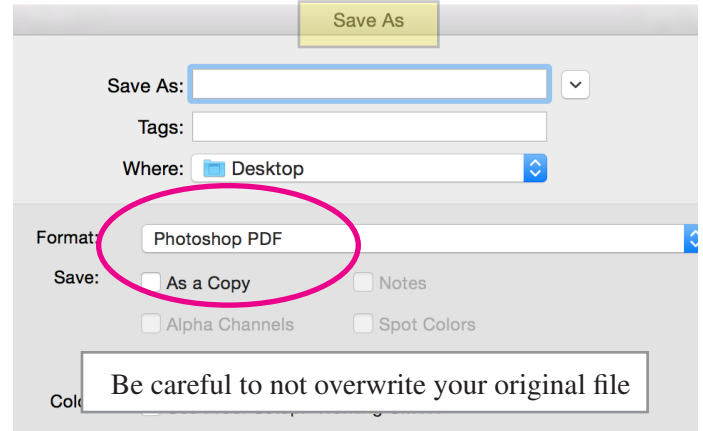 Save As
Save As:
Tags:
Where: Desktop
Format: Photoshop PDF
Save: As a Copy Notes
Alpha Channels Spot Colors
Be careful to not overwrite your original file